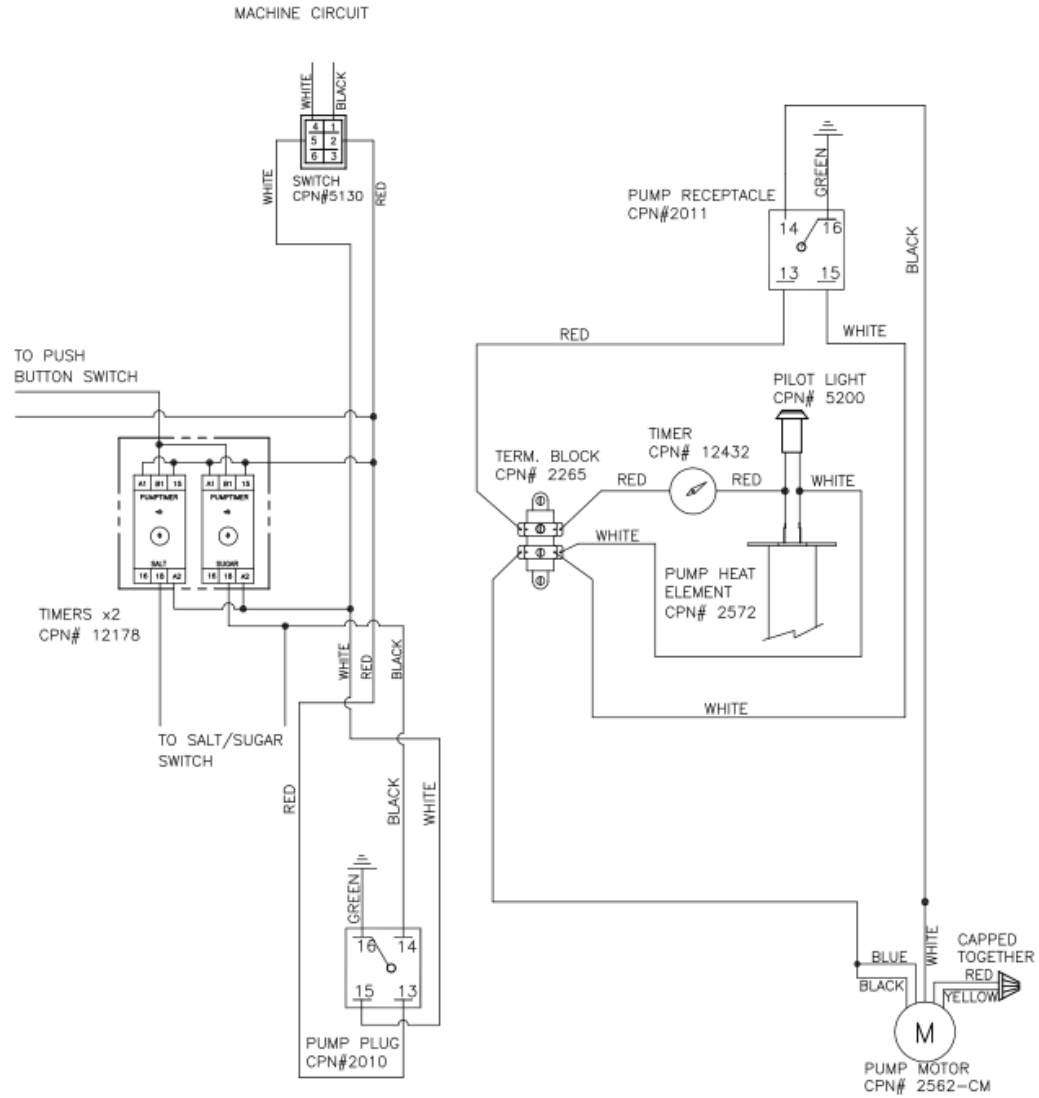 MACHINE CIRCUIT
WHITE
BLACK
4 1
5 2
6 3
SWITCH
CPN#5130
WHITE
RED
TO PUSH
BUTTON SWITCH
A1 B1 15
PUMPTIMER
SALT
16 18 A2
A1 B1 15
PUMPTIMER
SUGAR
16 18 A2
TIMERS x2
CPN# 12178
WHITE
RED
BLACK
TO SALT/SUGAR
SWITCH
RED
BLACK
WHITE
GREEN
16 14
15 13
PUMP PLUG
CPN#2010
PUMP RECEPTACLE
CPN#2011
GREEN
14 16
13 15
BLACK
RED
WHITE
PILOT LIGHT
CPN# 5200
TIMER
CPN# 12432
TERM. BLOCK
CPN# 2265
RED
RED
WHITE
WHITE
PUMP HEAT
ELEMENT
CPN# 2572
WHITE
BLUE
BLACK
WHITE
CAPPED
TOGETHER
RED
YELLOW
M
PUMP MOTOR
CPN# 2562-CM